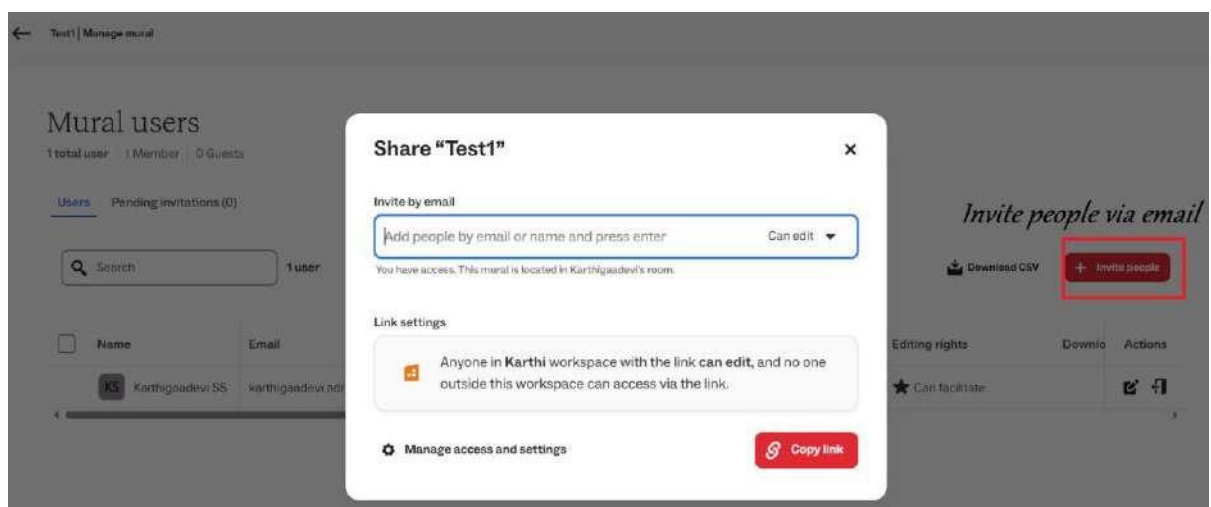 Test1 | Manage mural
Mural users
1 total user 1 Member 0 Guests
Users Pending invitations (0)
Search
1 user
Invite people via email
Download CSV
+ Invite people
Name Email Editing rights Downlo Actions
KS Karthigaadevi SS karthigaadevi.adr Can facilitate
Share “Test1”
×
Invite by email
Add people by email or name and press enter Can edit
You have access. This mural is located in Karthigaadevi's room.
Link settings
Anyone in Karthi workspace with the link can edit, and no one
outside this workspace can access via the link.
Manage access and settings
Copy link